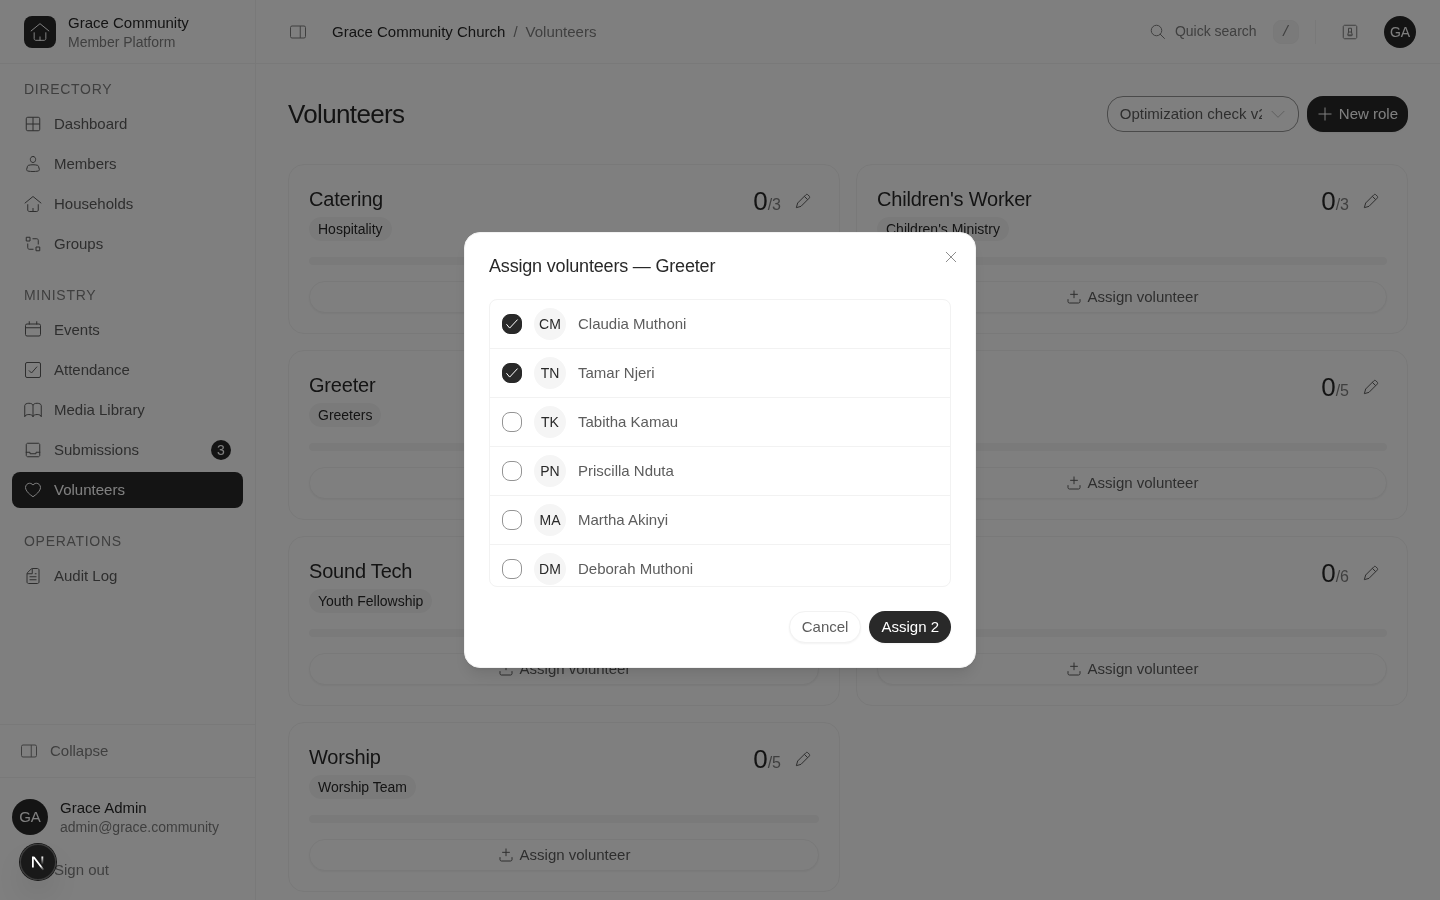 Grace Community
Member Platform
Grace Community Church / Volunteers
Quick search /
GA
DIRECTORY
Dashboard
Members
Households
Groups
MINISTRY
Events
Attendance
Media Library
Submissions 3
Volunteers
OPERATIONS
Audit Log
Collapse
GA
Grace Admin
admin@grace.community
N
Sign out
Volunteers
Optimization check v2
New role
Catering
0/3
Hospitality
Children's Worker
0/3
Children's Ministry
Assign volunteer
Greeter
Greeters
0/5
Assign volunteer
Sound Tech
Youth Fellowship
0/6
Assign volunteer
Assign volunteer
Worship
0/5
Worship Team
Assign volunteer
Assign volunteers — Greeter
CM Claudia Muthoni
TN Tamar Njeri
TK Tabitha Kamau
PN Priscilla Nduta
MA Martha Akinyi
DM Deborah Muthoni
Cancel
Assign 2